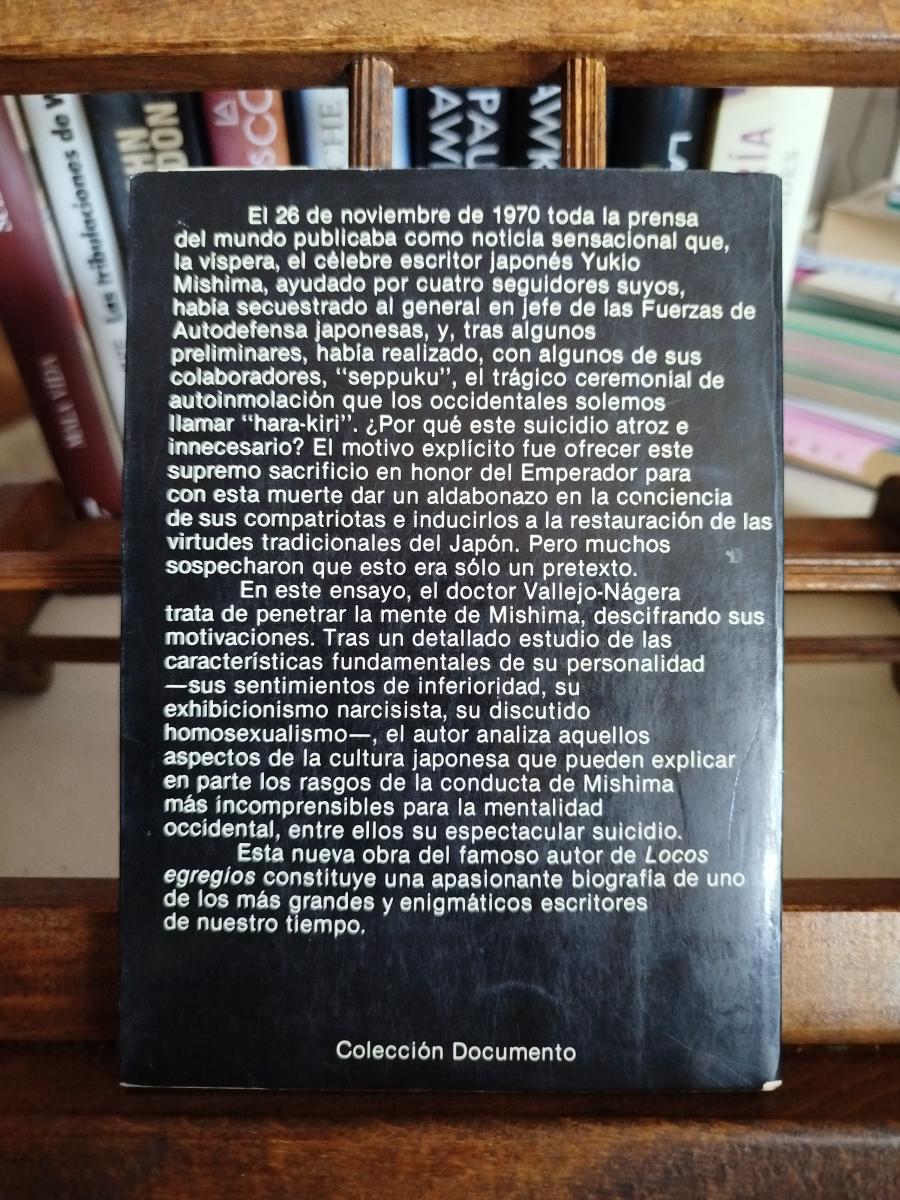 El 26 de noviembre de 1970 toda la prensa
del mundo publicaba como noticia sensacional que,
la víspera, el célebre escritor japonés Yukio
Mishima, ayudado por cuatro seguidores suyos,
había secuestrado al general en jefe de las Fuerzas de
Autodefensa japonesas, y, tras algunos
preliminares, había realizado, con algunos de sus
colaboradores, "seppuku", el trágico ceremonial de
autoinmolación que los occidentales solemos
llamar "hara-kiri". ¿Por qué este suicidio atroz e
innecesario? El motivo explícito fue ofrecer este
supremo sacrificio en honor del Emperador para
con esta muerte dar un aldabonazo en la conciencia
de sus compatriotas e inducirlos a la restauración de las
virtudes tradicionales del Japón. Pero muchos
sospecharon que esto era sólo un pretexto.
En este ensayo, el doctor Vallejo-Nágera
trata de penetrar la mente de Mishima, descifrando sus
motivaciones. Tras un detallado estudio de las
características fundamentales de su personalidad
—sus sentimientos de inferioridad, su
exhibicionismo narcisista, su discutido
homosexualismo—, el autor analiza aquellos
aspectos de la cultura japonesa que pueden explicar
en parte los rasgos de la conducta de Mishima
más incomprensibles para la mentalidad
occidental, entre ellos su espectacular suicidio.
Esta nueva obra del famoso autor de Locos
egregios constituye una apasionante biografía de uno
de los más grandes y enigmáticos escritores
de nuestro tiempo.
Colección Documento
Las tribulaciones de